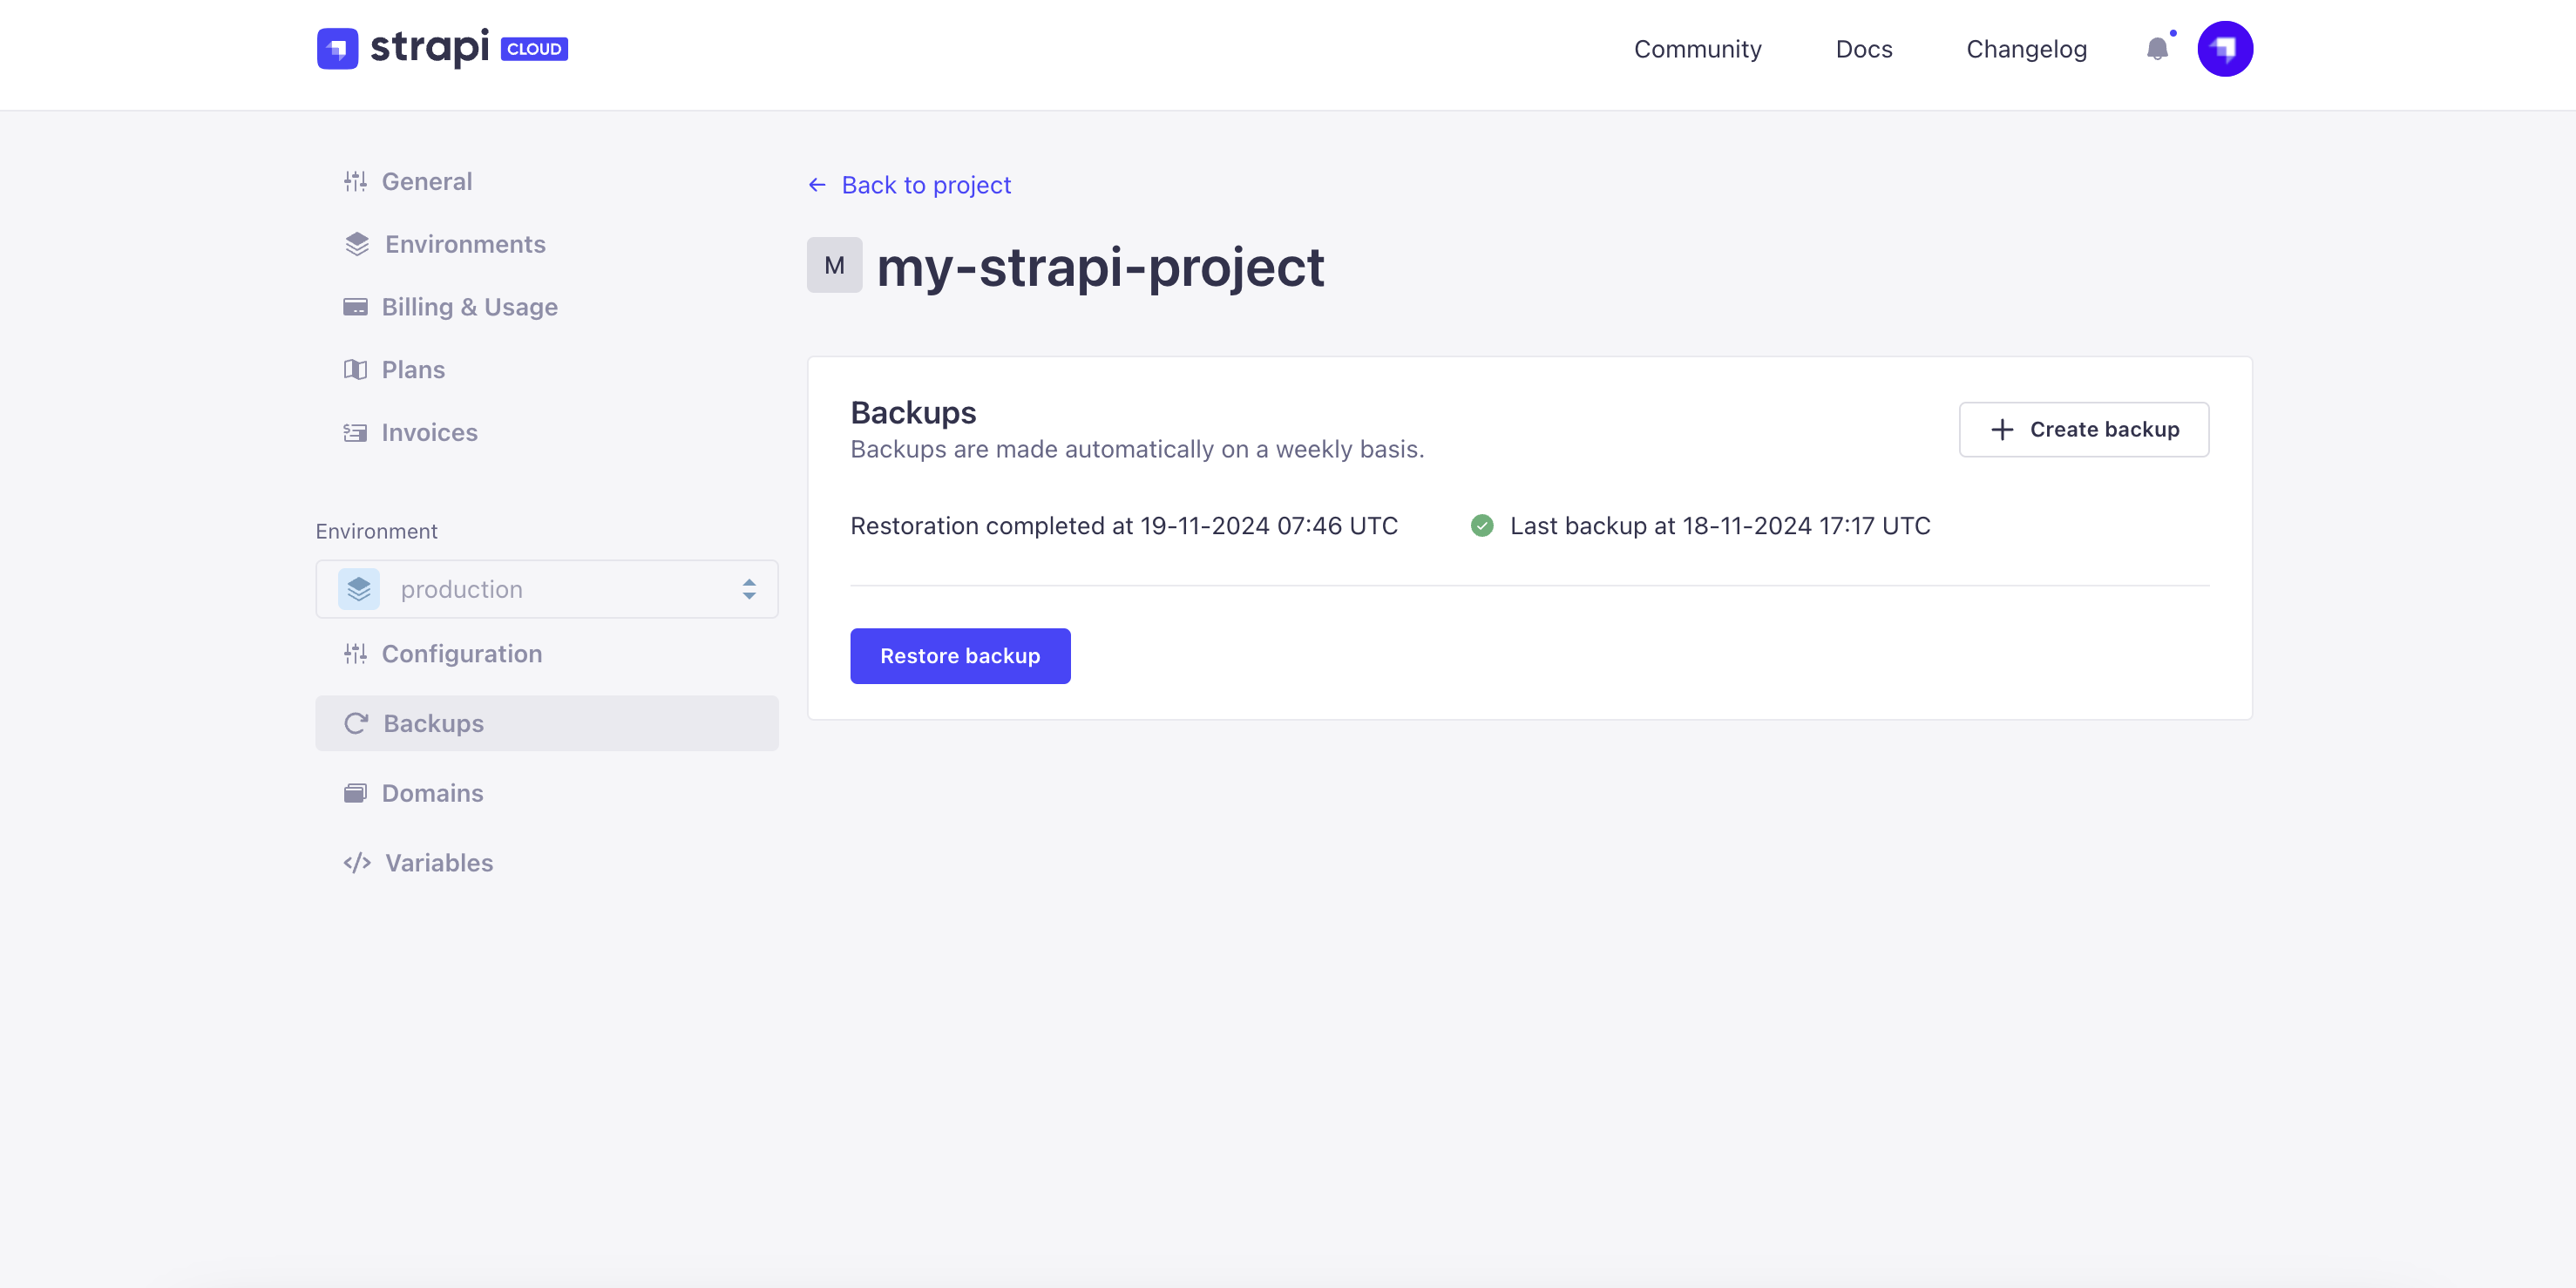 strapi CLOUD
Community Docs Changelog
General
Environments
Billing & Usage
Plans
Invoices
Environment
production
Configuration
Backups
Domains
Variables
Back to project
M my-strapi-project
Backups
Backups are made automatically on a weekly basis.
Create backup
Restoration completed at 19-11-2024 07:46 UTC
Last backup at 18-11-2024 17:17 UTC
Restore backup